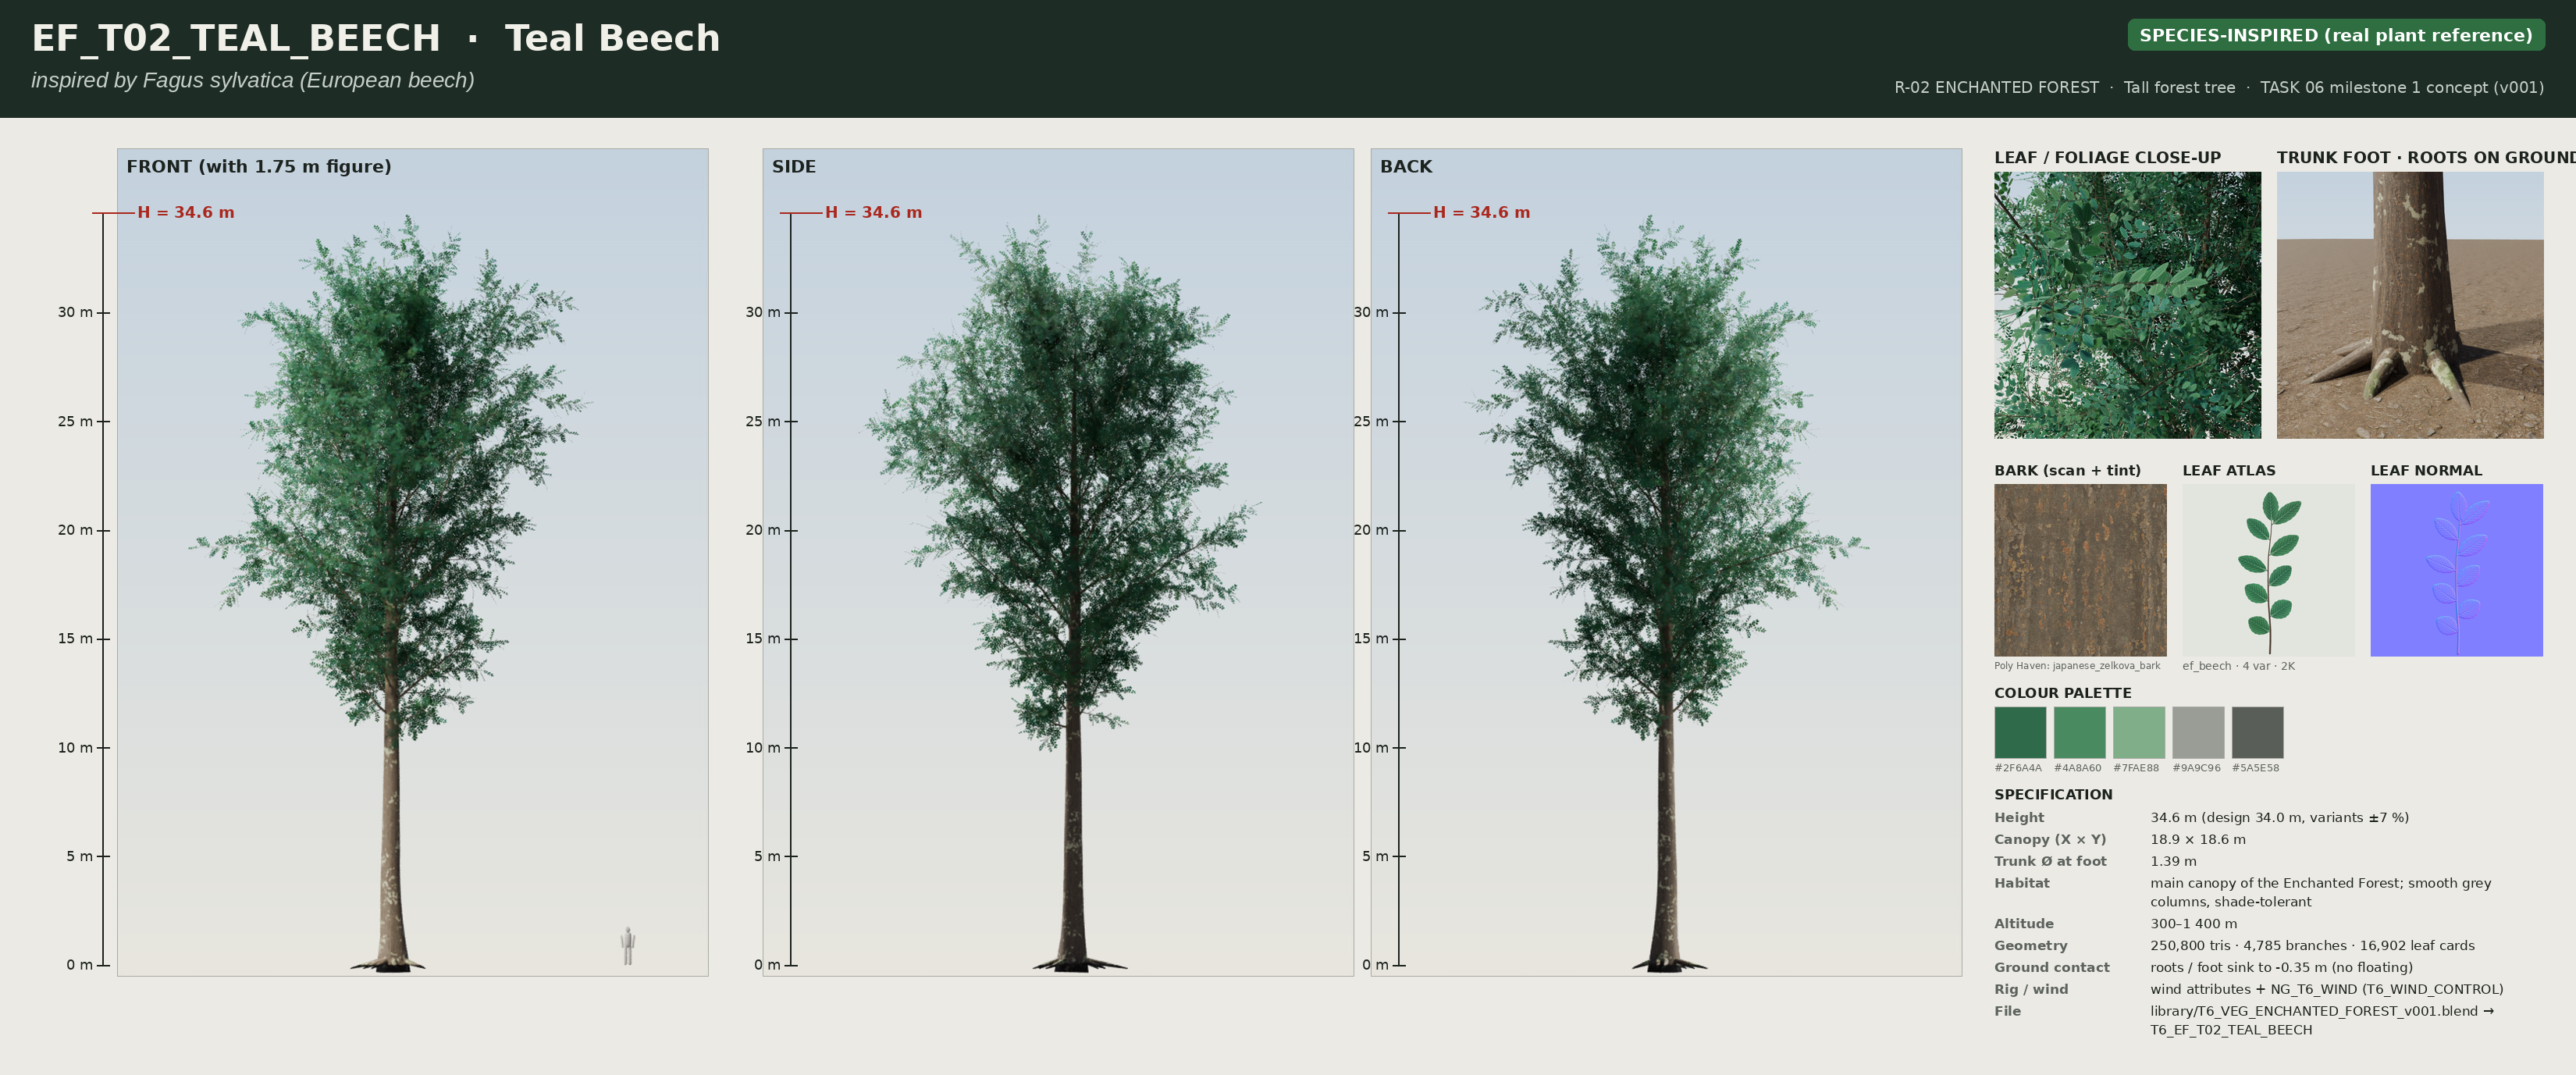 EF_T02_TEAL_BEECH · Teal Beech
inspired by Fagus sylvatica (European beech)
SPECIES-INSPIRED (real plant reference)
R-02 ENCHANTED FOREST · Tall forest tree · TASK 06 milestone 1 concept (v001)
FRONT (with 1.75 m figure)
H = 34.6 m
30 m
25 m
20 m
15 m
10 m
5 m
0 m
SIDE
H = 34.6 m
30 m
25 m
20 m
15 m
10 m
5 m
0 m
BACK
H = 34.6 m
30 m
25 m
20 m
15 m
10 m
5 m
0 m
LEAF / FOLIAGE CLOSE-UP
TRUNK FOOT · ROOTS ON GROUND
BARK (scan + tint)
LEAF ATLAS
LEAF NORMAL
Poly Haven: japanese_zelkova_bark
ef_beech · 4 var · 2K
COLOUR PALETTE
#2F6A4A
#4A8A60
#7FAE88
#9A9C96
#5A5E58
SPECIFICATION
Height 34.6 m (design 34.0 m, variants ±7 %)
Canopy (X × Y) 18.9 × 18.6 m
Trunk Ø at foot 1.39 m
Habitat main canopy of the Enchanted Forest; smooth grey
columns, shade-tolerant
Altitude 300–1 400 m
Geometry 250,800 tris · 4,785 branches · 16,902 leaf cards
Ground contact roots / foot sink to -0.35 m (no floating)
Rig / wind wind attributes + NG_T6_WIND (T6_WIND_CONTROL)
File library/T6_VEG_ENCHANTED_FOREST_v001.blend →
T6_EF_T02_TEAL_BEECH